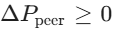 ΔP_peer ≥ 0